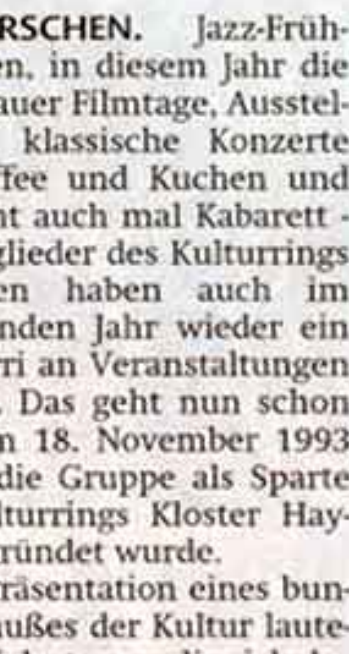 RSCHEN. Jazz-Früh-
en, in diesem Jahr die
auer Filmtage, Ausstel-
klassische Konzerte
ffee und Kuchen und
nt auch mal Kabarett -
glieder des Kulturrings
en haben auch im
nden Jahr wieder ein
rri an Veranstaltungen
. Das geht nun schon
n 18. November 1993
die Gruppe als Sparte
lturrings Kloster Hay-
ründet wurde.
räsentation eines bun-
ußes der Kultur laute-